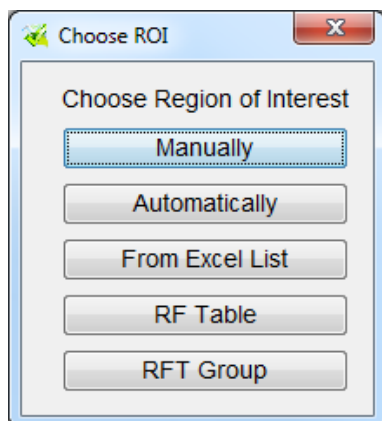 Choose ROI
Choose Region of Interest
Manually
Automatically
From Excel List
RF Table
RFT Group